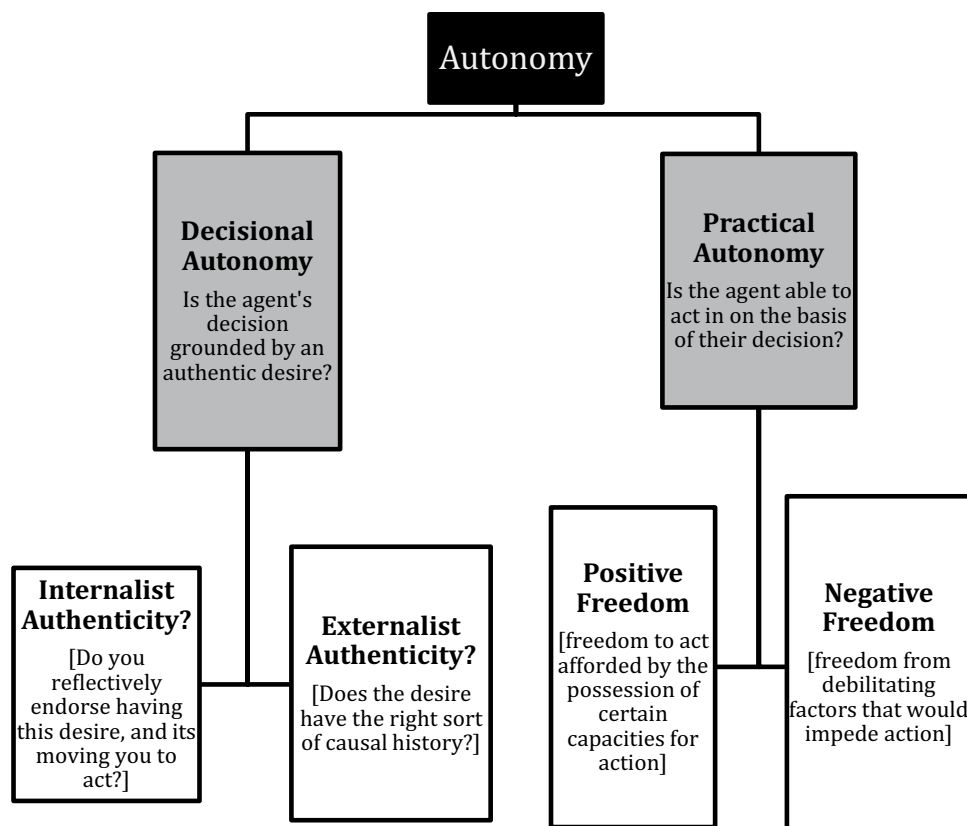 Autonomy
Decisional
Autonomy
Is the agent's
decision
grounded by an
authentic desire?
Practical
Autonomy
Is the agent able to
act in on the basis
of their decision?
Internalist
Authenticity?
[Do you
reflectively
endorse having
this desire, and its
moving you to
act?]
Externalist
Authenticity?
[Does the desire
have the right sort
of causal history?]
Positive
Freedom
[freedom to act
afforded by the
possession of
certain
capacities for
action]
Negative
Freedom
[freedom from
debilitating
factors that would
impede action]